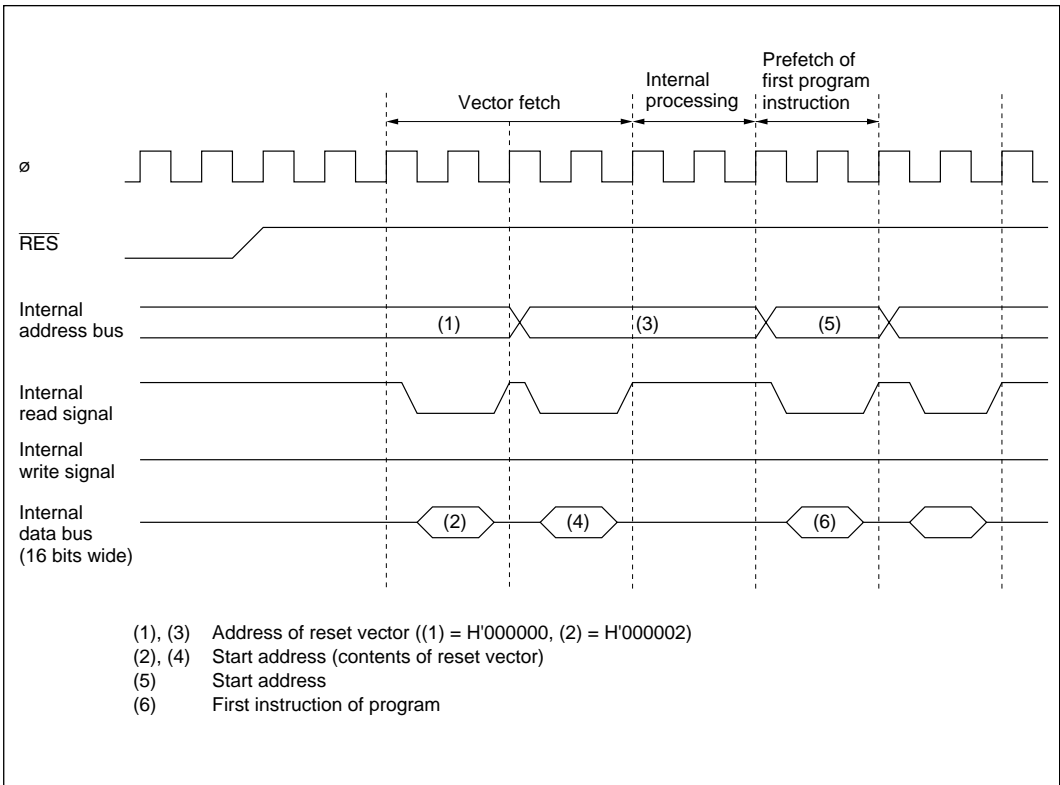 Prefetch of
first program
instruction
Internal
processing
Vector fetch
ø
RES
Internal
address bus
(1)
(3)
(5)
Internal
read signal
Internal
write signal
Internal
data bus
(16 bits wide)
(2)
(4)
(6)
(1), (3) Address of reset vector ((1) = H'000000, (2) = H'000002)
(2), (4) Start address (contents of reset vector)
(5) Start address
(6) First instruction of program